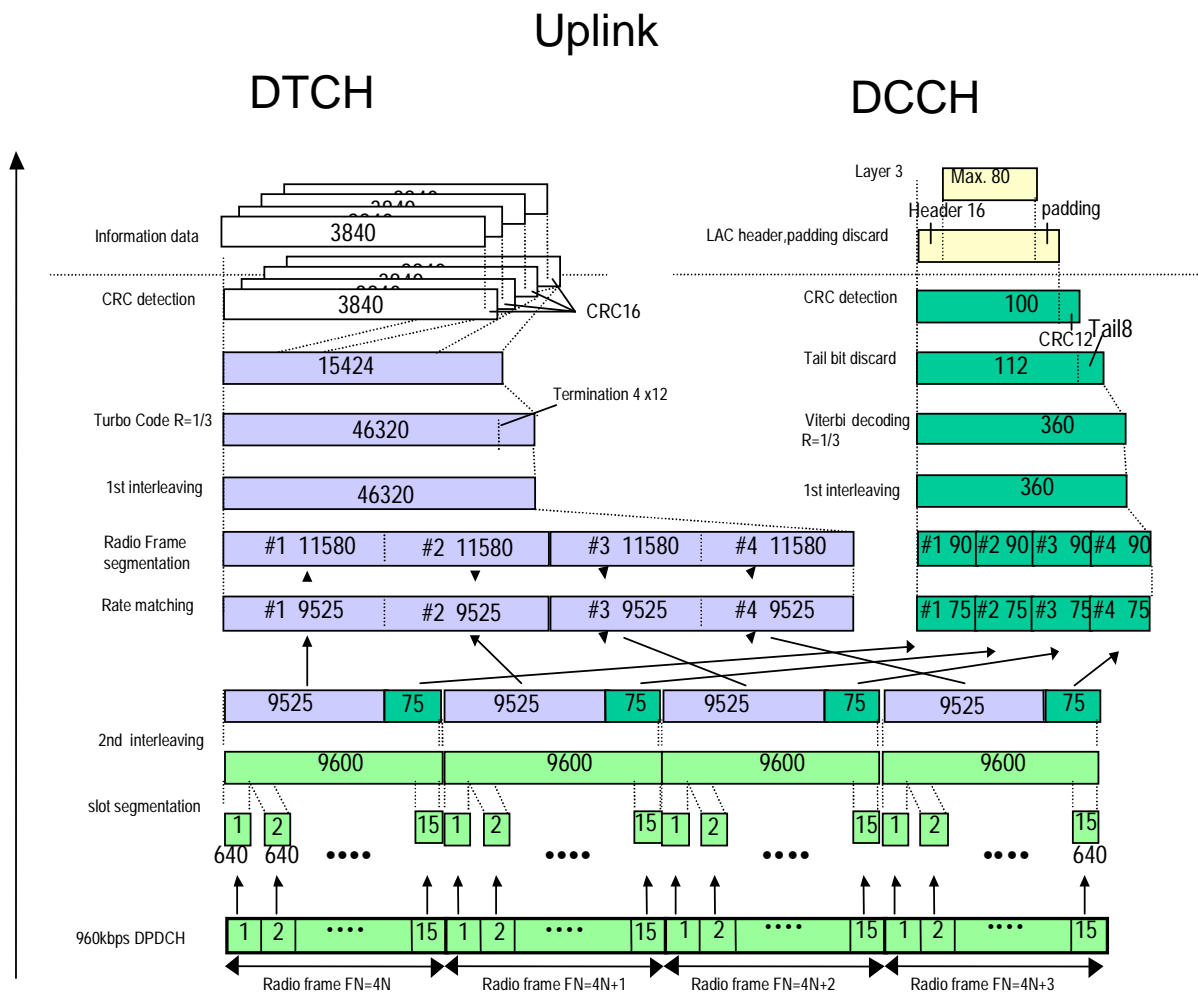 Uplink
DTCH
DCCH
Layer 3
Max. 80
Header 16
padding
Information data
3840
LAC header,padding discard
CRC detection
3840
CRC16
CRC detection
100
CRC12
Tail8
15424
Tail bit discard
112
Termination 4 x12
Turbo Code R=1/3
46320
Viterbi decoding
R=1/3
360
1st interleaving
46320
1st interleaving
360
Radio Frame
segmentation
#1 11580
#2 11580
#3 11580
#4 11580
#1 90
#2 90
#3 90
#4 90
Rate matching
#1 9525
#2 9525
#3 9525
#4 9525
#1 75
#2 75
#3 75
#4 75
9525
75
9525
75
9525
75
9525
75
2nd interleaving
9600
9600
9600
9600
slot segmentation
1
2
15
1
2
15
1
2
15
1
2
15
640
640
••••
••••
••••
••••
640
960kbps DPDCH
1
2
••••
15
1
2
••••
15
1
2
••••
15
1
2
••••
15
Radio frame FN=4N
Radio frame FN=4N+1
Radio frame FN=4N+2
Radio frame FN=4N+3